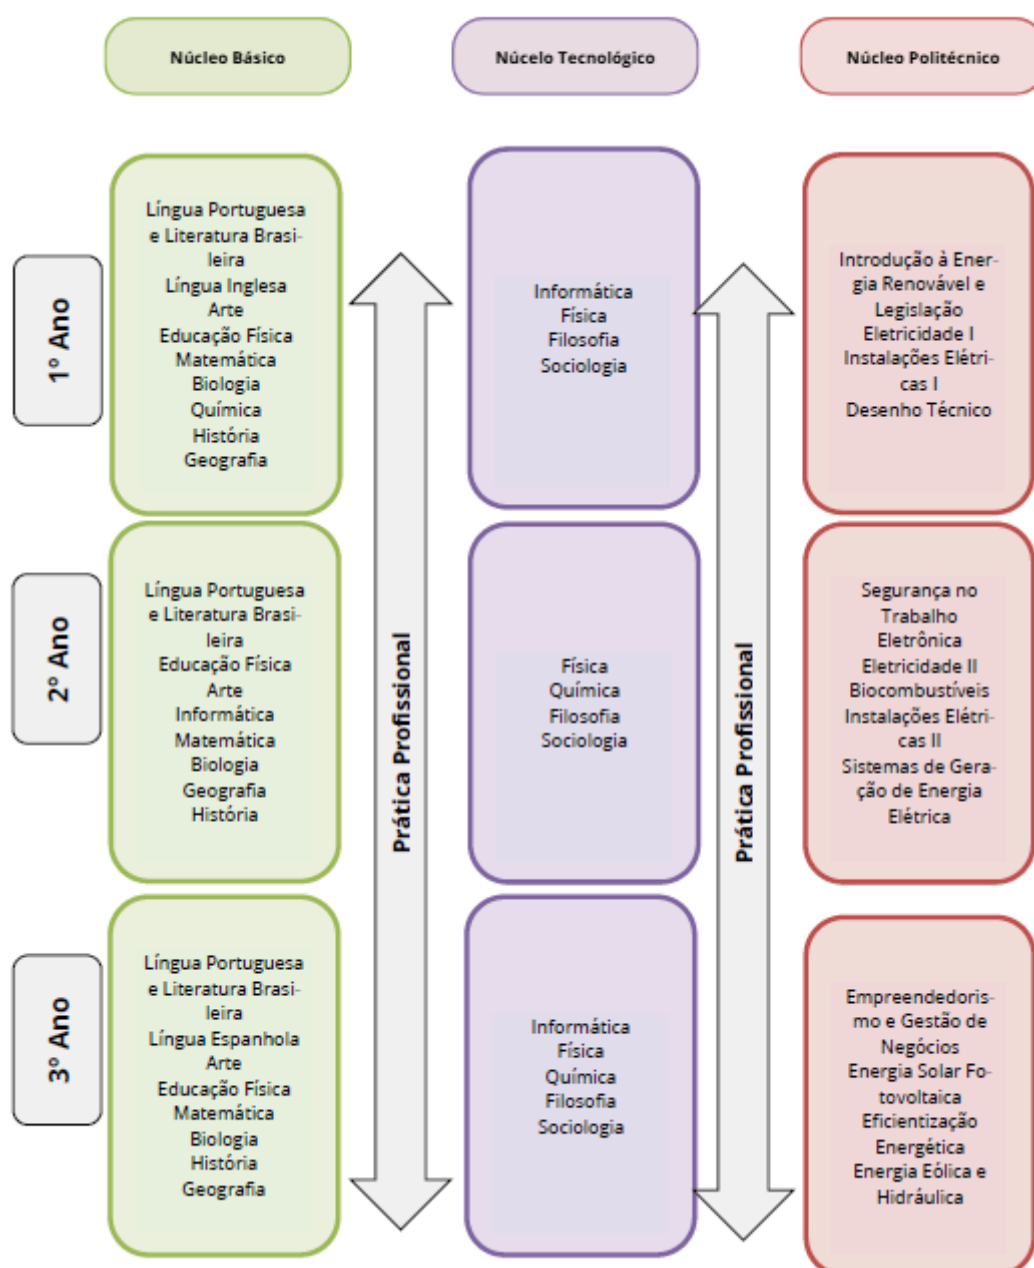 Núcleo Básico
Núcelo Tecnológico
Núcleo Politécnico
1º Ano
Língua Portuguesa
e Literatura Brasi-
leira
Língua Inglesa
Arte
Educação Física
Matemática
Biologia
Química
História
Geografia
Informática
Física
Filosofia
Sociologia
Introdução à Ener-
gia Renovável e
Legislação
Eletricidade I
Instalações Elétri-
cas I
Desenho Técnico
2º Ano
Língua Portuguesa
e Literatura Brasi-
leira
Educação Física
Arte
Informática
Matemática
Biologia
Geografia
História
Prática Profissional
Física
Química
Filosofia
Sociologia
Prática Profissional
Segurança no
Trabalho
Eletrônica
Eletricidade II
Biocombustíveis
Instalações Elétri-
cas II
Sistemas de Gera-
ção de Energia
Elétrica
3º Ano
Língua Portuguesa
e Literatura Brasi-
leira
Língua Espanhola
Arte
Educação Física
Matemática
Biologia
História
Geografia
Informática
Física
Química
Filosofia
Sociologia
Empreendedoris-
mo e Gestão de
Negócios
Energia Solar Fo-
tovoltaica
Eficientização
Energética
Energia Eólica e
Hidráulica